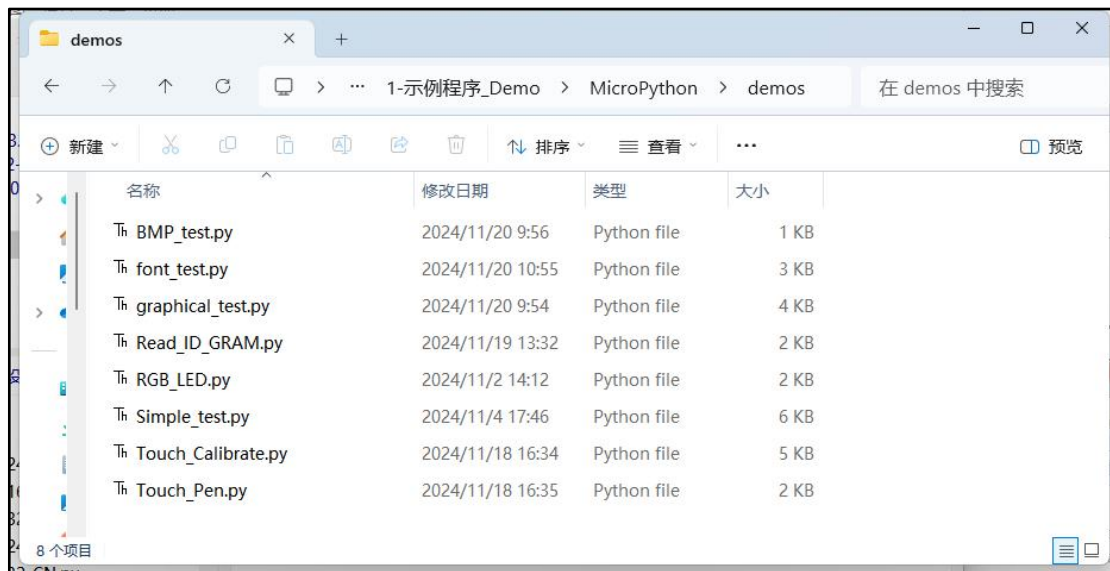 demos
1-示例程序_Demo > MicroPython > demos
在 demos 中搜索
新建
排序
查看
预览
名称 修改日期 类型 大小
BMP_test.py 2024/11/20 9:56 Python file 1 KB
font_test.py 2024/11/20 10:55 Python file 3 KB
graphical_test.py 2024/11/20 9:54 Python file 4 KB
Read_ID_GRAM.py 2024/11/19 13:32 Python file 2 KB
RGB_LED.py 2024/11/2 14:12 Python file 2 KB
Simple_test.py 2024/11/4 17:46 Python file 6 KB
Touch_Calibrate.py 2024/11/18 16:34 Python file 5 KB
Touch_Pen.py 2024/11/18 16:35 Python file 2 KB
8 个项目